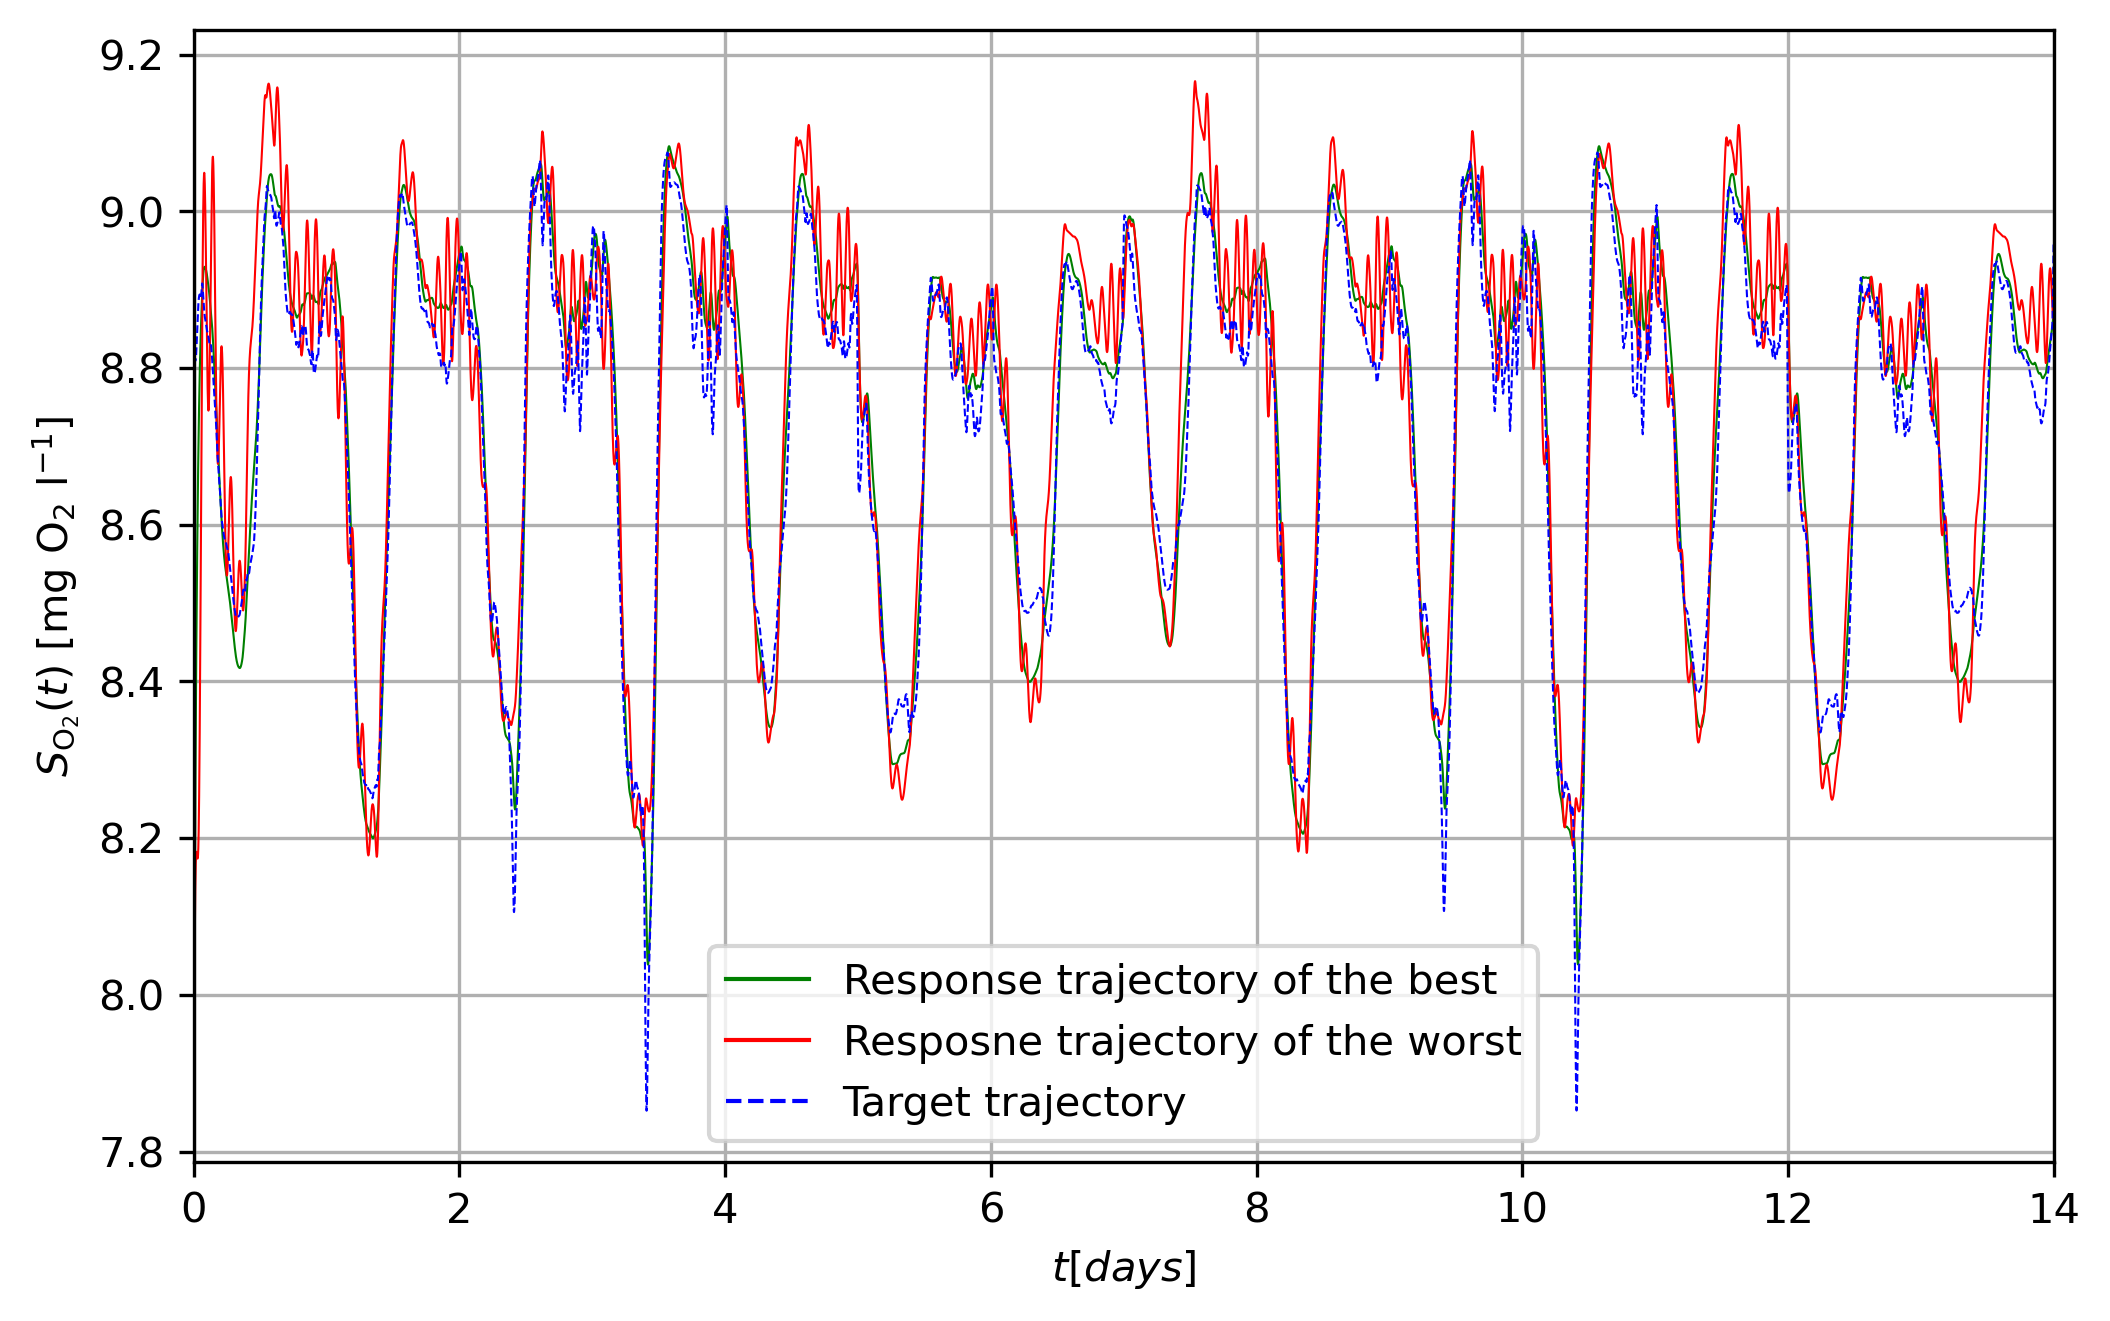 9.2
9.0
8.8
8.6
8.4
8.2
8.0
7.8
S_{O_2}(t) [mg O_2 l^{-1}]
Response trajectory of the best
Resposne trajectory of the worst
Target trajectory
0 2 4 6 8 10 12 14
t[days]